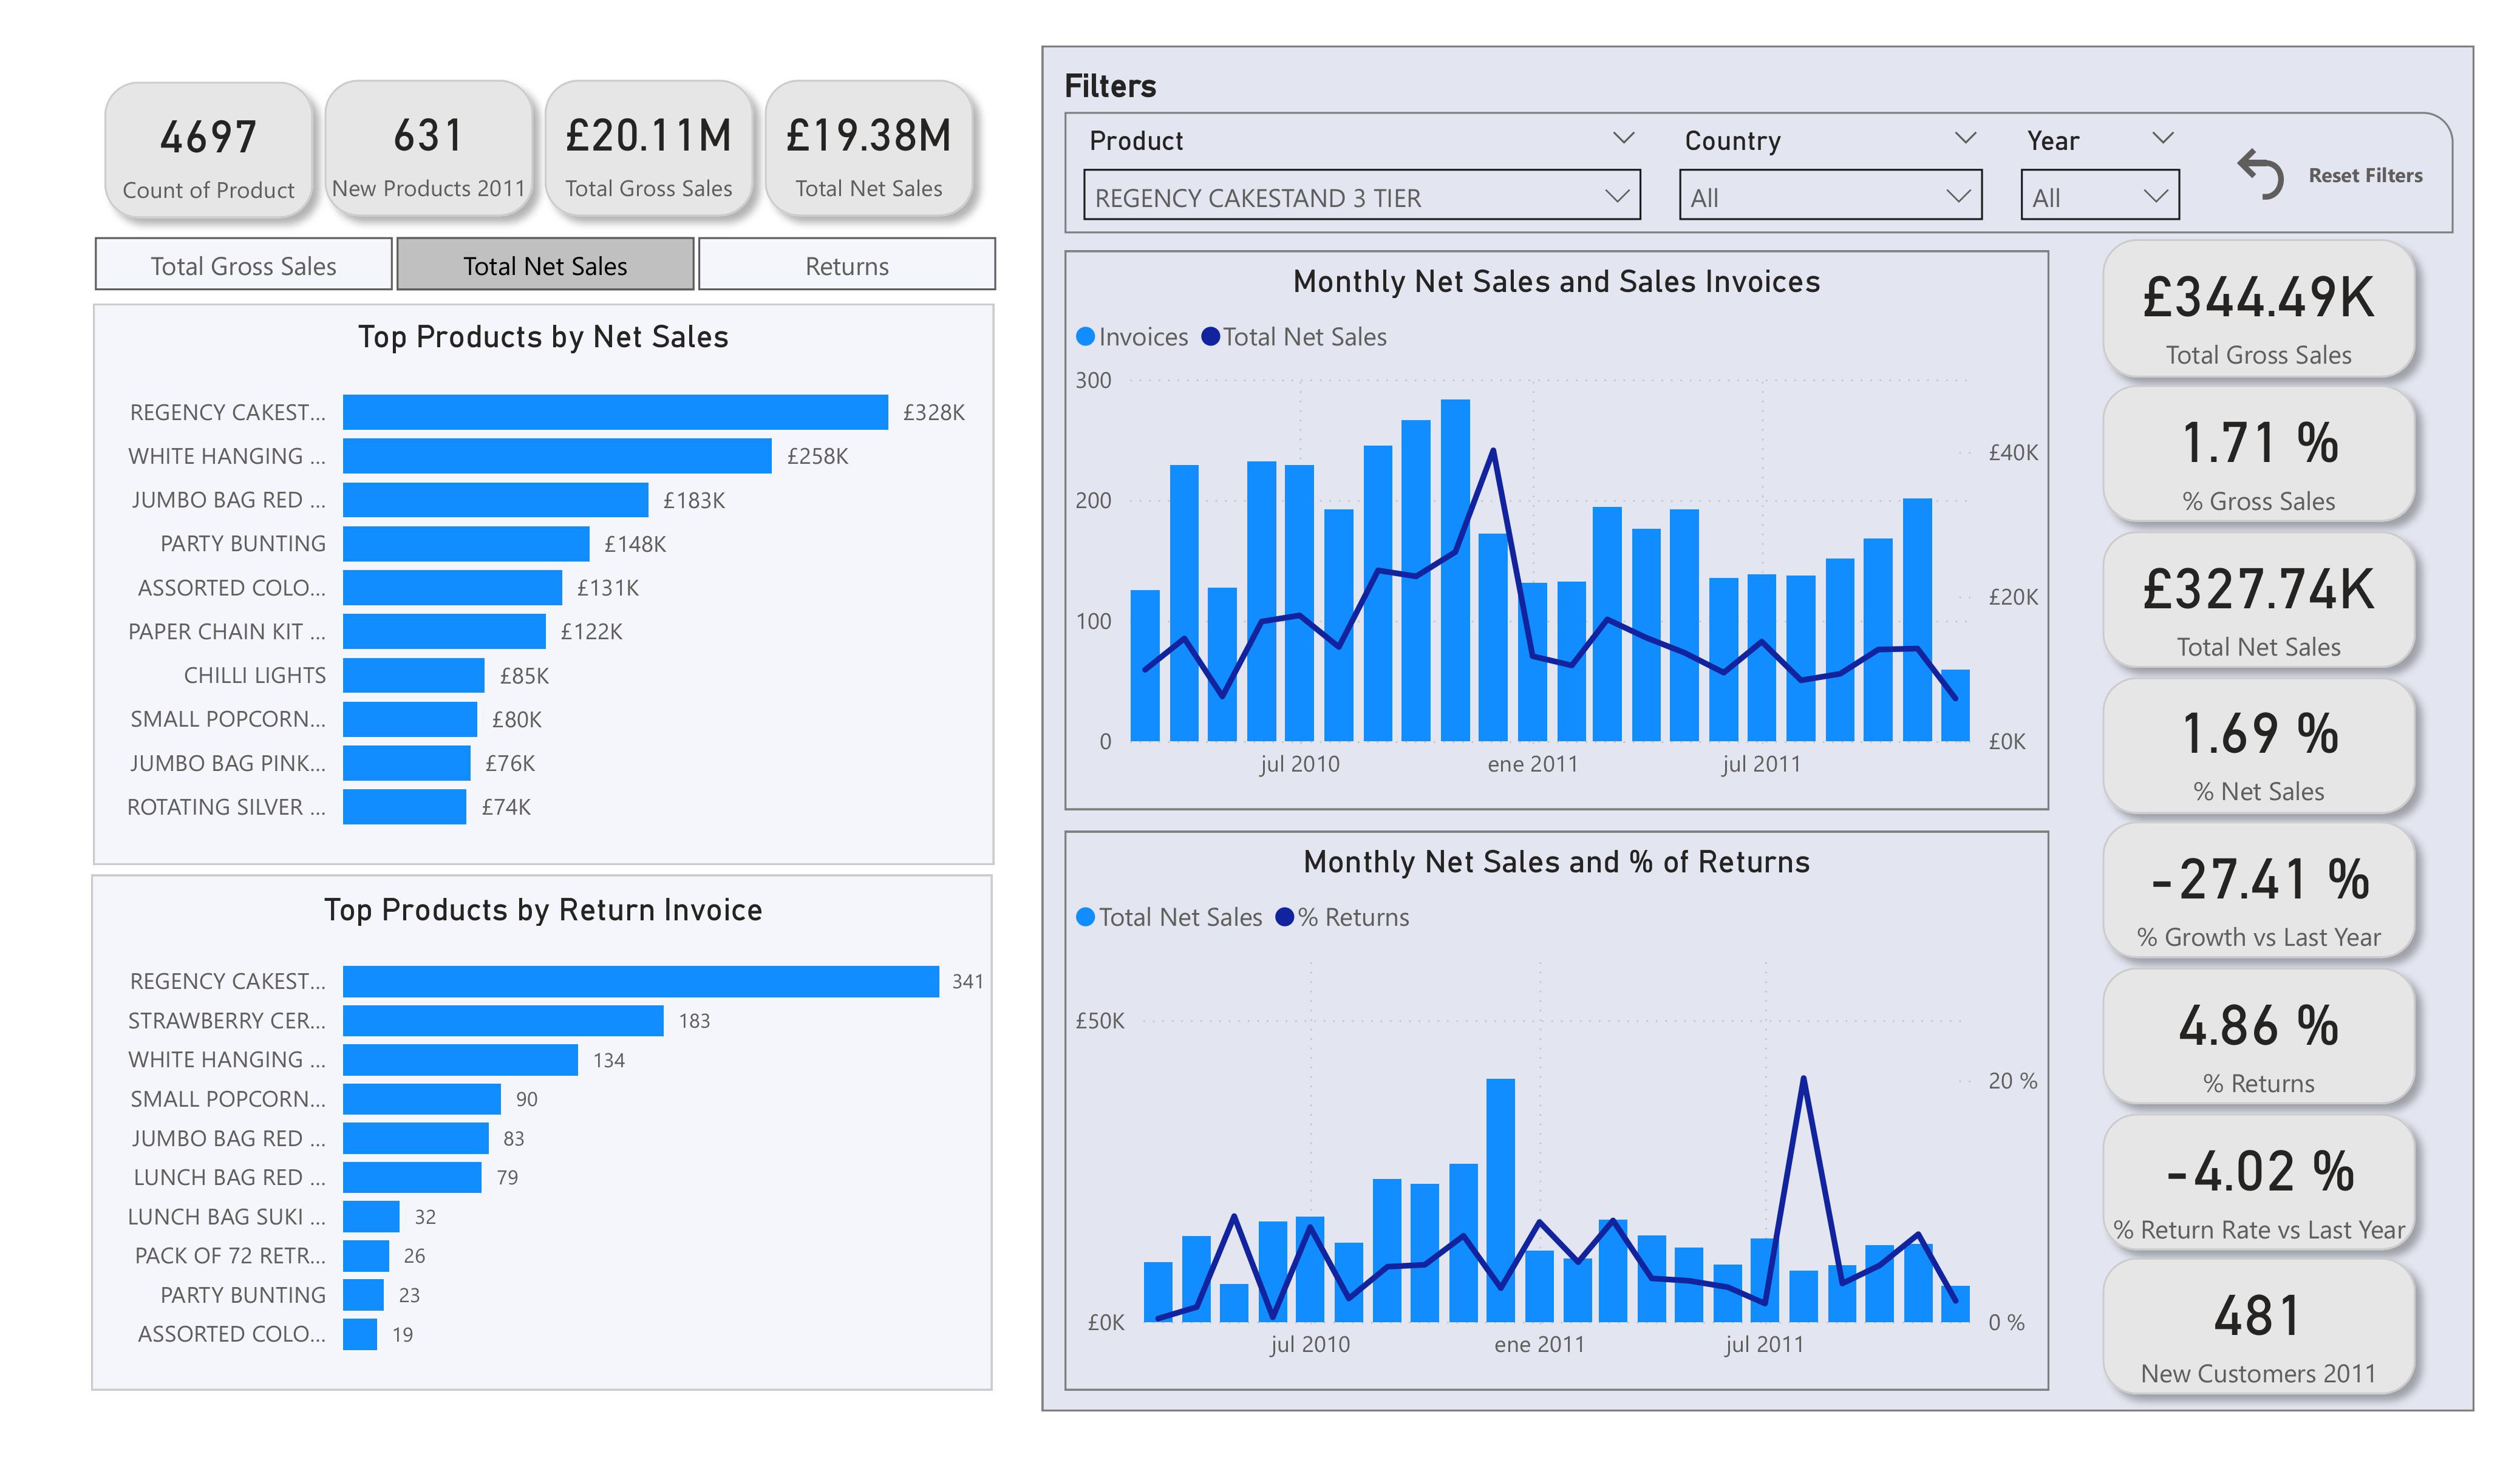 4697
Count of Product
631
New Products 2011
£20.11M
Total Gross Sales
£19.38M
Total Net Sales
Total Gross Sales
Total Net Sales
Returns
Top Products by Net Sales
REGENCY CAKEST... £328K
WHITE HANGING ... £258K
JUMBO BAG RED ... £183K
PARTY BUNTING £148K
ASSORTED COLO... £131K
PAPER CHAIN KIT ... £122K
CHILLI LIGHTS £85K
SMALL POPCORN... £80K
JUMBO BAG PINK... £76K
ROTATING SILVER ... £74K
Top Products by Return Invoice
REGENCY CAKEST... 341
STRAWBERRY CER... 183
WHITE HANGING ... 134
SMALL POPCORN... 90
JUMBO BAG RED ... 83
LUNCH BAG RED ... 79
LUNCH BAG SUKI ... 32
PACK OF 72 RETR... 26
PARTY BUNTING 23
ASSORTED COLO... 19
Filters
Product
REGENCY CAKESTAND 3 TIER
Country
All
Year
All
Reset Filters
Monthly Net Sales and Sales Invoices
Invoices Total Net Sales
300
200
100
0
£40K
£20K
£0K
jul 2010 ene 2011 jul 2011
Monthly Net Sales and % of Returns
Total Net Sales % Returns
£50K
£0K
20 %
0 %
jul 2010 ene 2011 jul 2011
£344.49K
Total Gross Sales
1.71 %
% Gross Sales
£327.74K
Total Net Sales
1.69 %
% Net Sales
-27.41 %
% Growth vs Last Year
4.86 %
% Returns
-4.02 %
% Return Rate vs Last Year
481
New Customers 2011